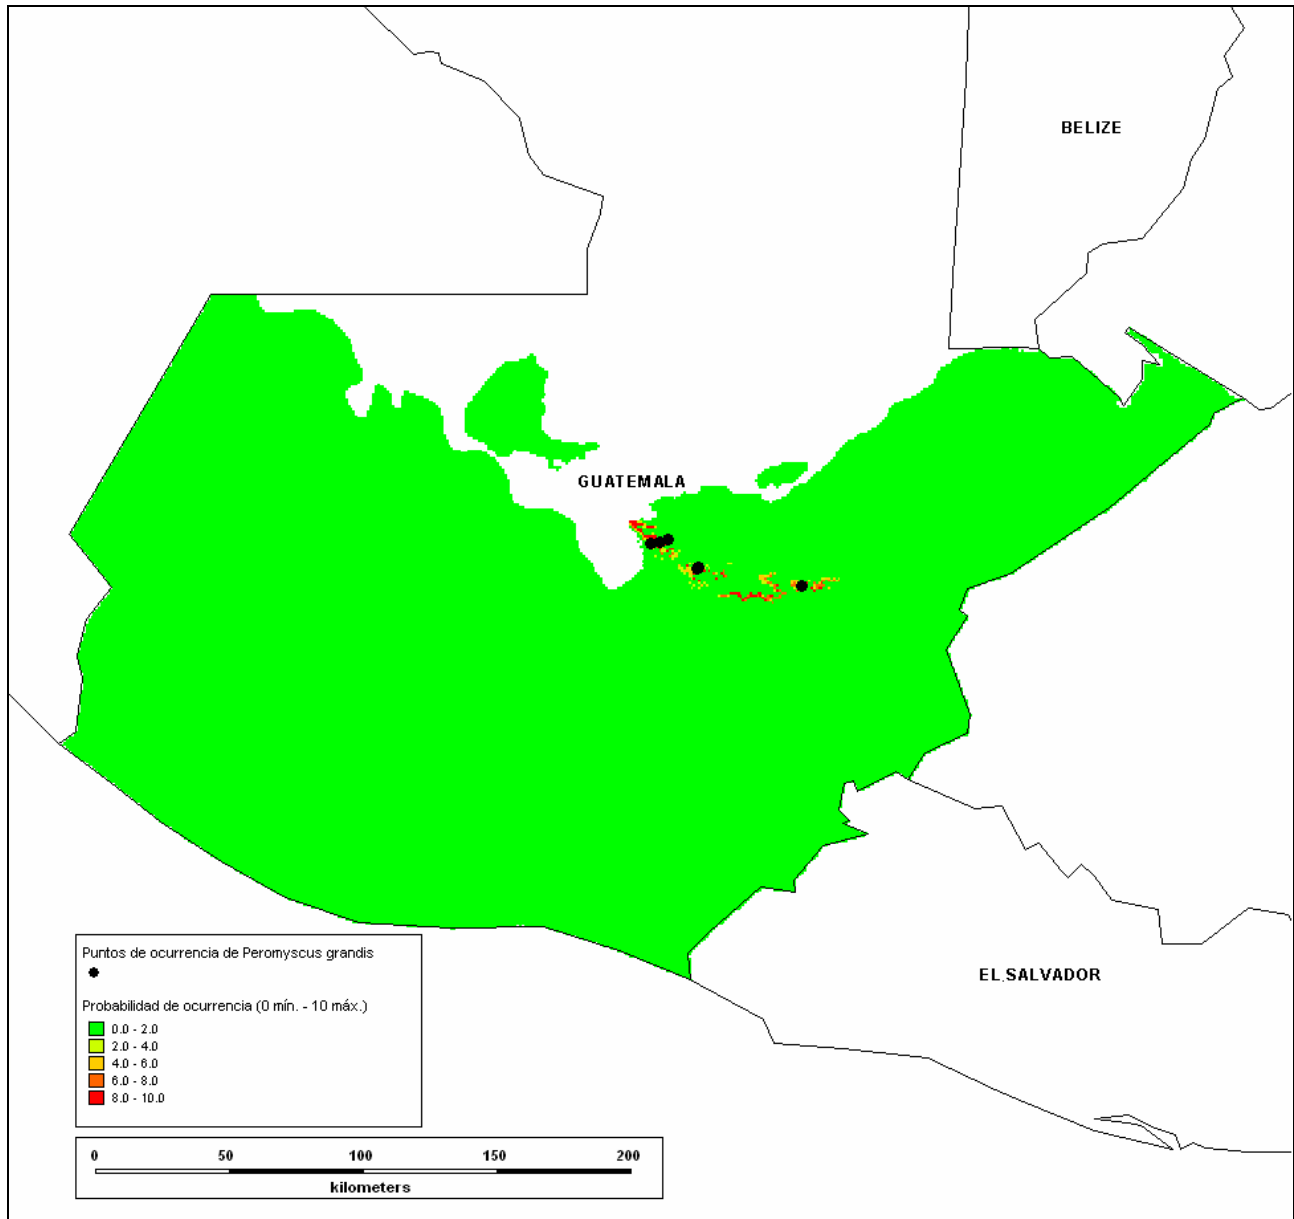 BELIZE
GUATEMALA
EL SALVADOR
Puntos de ocurrencia de Peromyscus grandis
Probabilidad de ocurrencia (0 mín. - 10 máx.)
0.0 - 2.0
2.0 - 4.0
4.0 - 6.0
6.0 - 8.0
8.0 - 10.0
0 50 100 150 200
kilometers